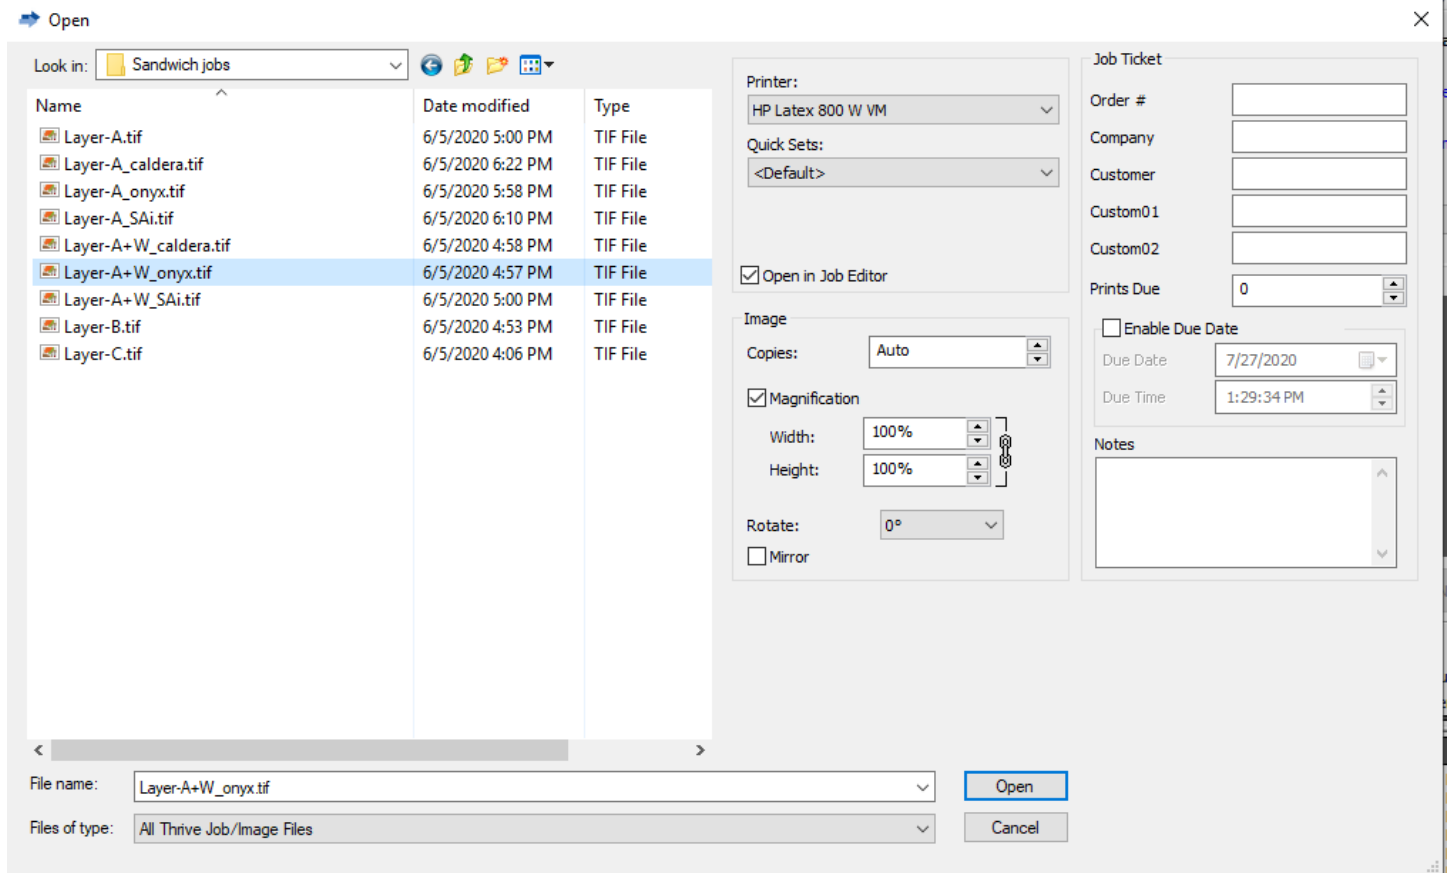 Open
Look in: Sandwich jobs
Name Date modified Type
Layer-A.tif 6/5/2020 5:00 PM TIF File
Layer-A_caldera.tif 6/5/2020 6:22 PM TIF File
Layer-A_onyx.tif 6/5/2020 5:58 PM TIF File
Layer-A_SAi.tif 6/5/2020 6:10 PM TIF File
Layer-A+W_caldera.tif 6/5/2020 4:58 PM TIF File
Layer-A+W_onyx.tif 6/5/2020 4:57 PM TIF File
Layer-A+W_SAi.tif 6/5/2020 5:00 PM TIF File
Layer-B.tif 6/5/2020 4:53 PM TIF File
Layer-C.tif 6/5/2020 4:06 PM TIF File
File name: Layer-A+W_onyx.tif
Files of type: All Thrive Job/Image Files
Open
Cancel
Printer:
HP Latex 800 W VM
Quick Sets:
<Default>
Open in Job Editor
Image
Copies: Auto
Magnification
Width: 100%
Height: 100%
Rotate: 0°
Mirror
Job Ticket
Order #
Company
Customer
Custom01
Custom02
Prints Due 0
Enable Due Date
Due Date 7/27/2020
Due Time 1:29:34 PM
Notes